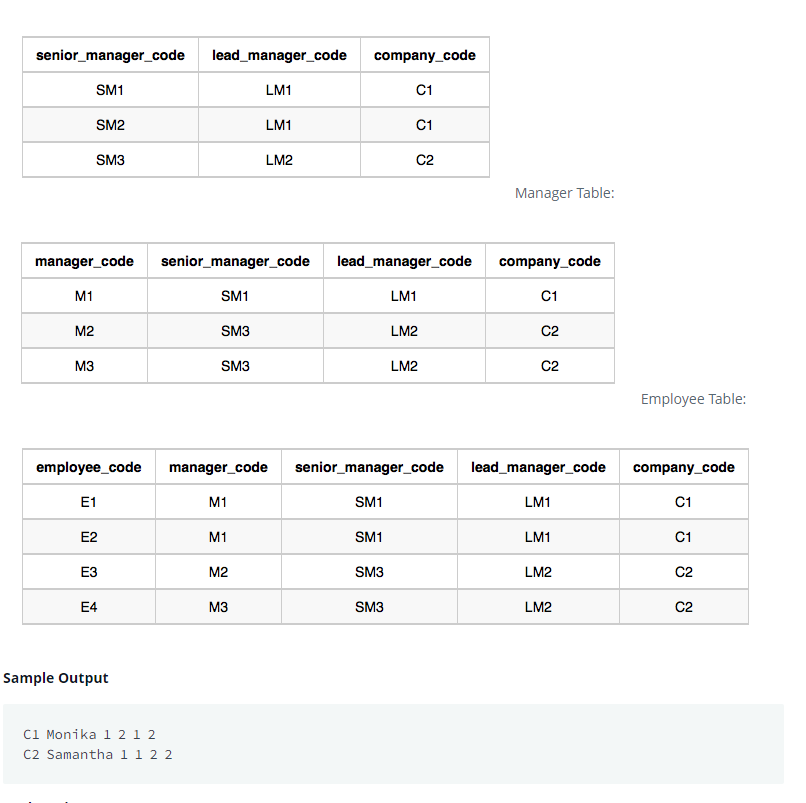 senior_manager_code lead_manager_code company_code
SM1 LM1 C1
SM2 LM1 C1
SM3 LM2 C2
Manager Table:
manager_code senior_manager_code lead_manager_code company_code
M1 SM1 LM1 C1
M2 SM3 LM2 C2
M3 SM3 LM2 C2
Employee Table:
employee_code manager_code senior_manager_code lead_manager_code company_code
E1 M1 SM1 LM1 C1
E2 M1 SM1 LM1 C1
E3 M2 SM3 LM2 C2
E4 M3 SM3 LM2 C2
Sample Output
C1 Monika 1 2 1 2
C2 Samantha 1 1 2 2